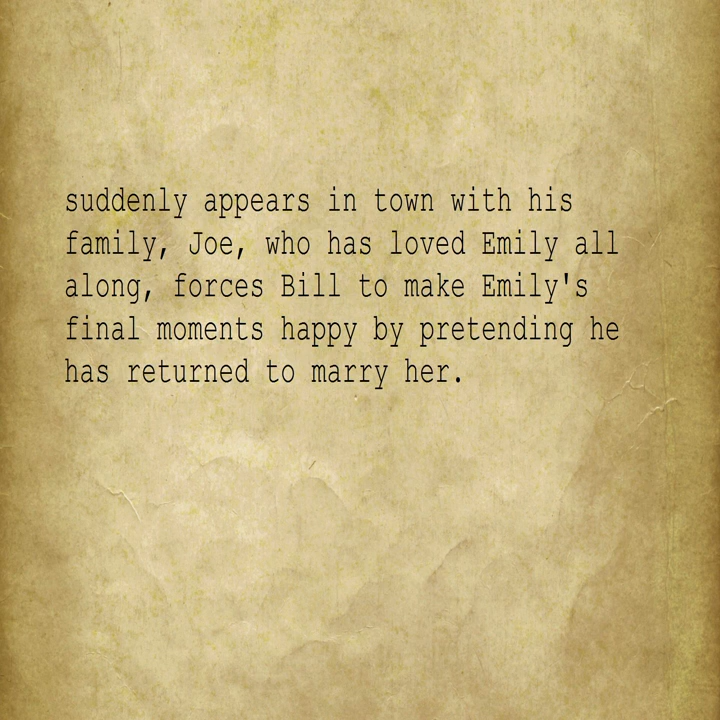 suddenly appears in town with his
family, Joe, who has loved Emily all
along, forces Bill to make Emily's
final moments happy by pretending he
has returned to marry her.